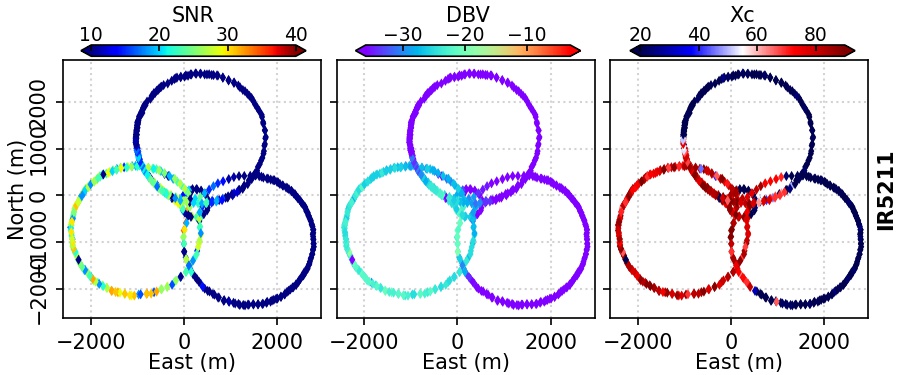 SNR DBV Xc
10 20 30 40 −30 −20 −10 20 40 60 80
North (m)
2000
1000
0
−1000
−2000
−2000 0 2000 −2000 0 2000 −2000 0 2000
East (m) East (m) East (m)
IR5211